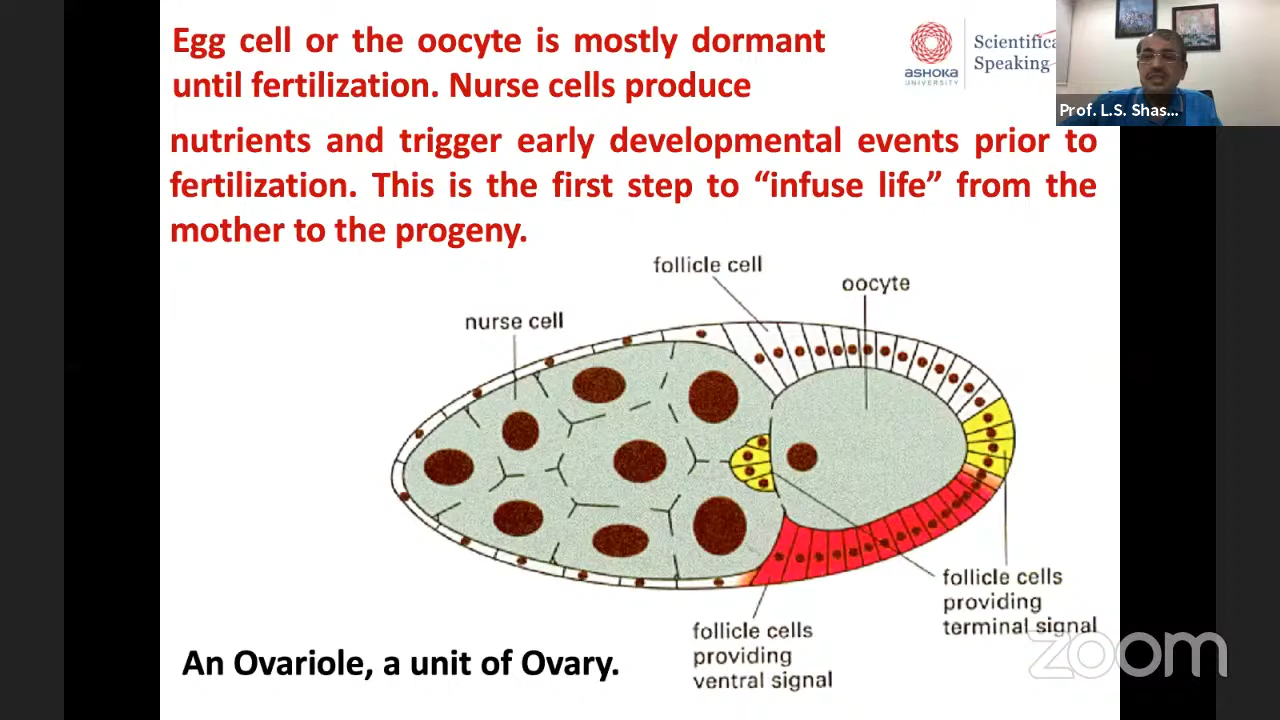 Egg cell or the oocyte is mostly dormant
until fertilization. Nurse cells produce
nutrients and trigger early developmental events prior to
fertilization. This is the first step to “infuse life” from the
mother to the progeny.
ASHOKA
UNIVERSITY
Scientifica
Speaking
Prof. L.S. Shas...
follicle cell
oocyte
nurse cell
follicle cells
providing
terminal signal
follicle cells
providing
ventral signal
An Ovariole, a unit of Ovary.
zoom